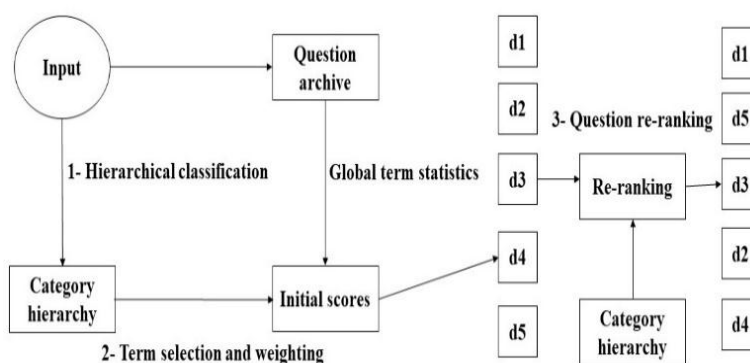 Input
Question
archive
1- Hierarchical classification
Global term statistics
Category
hierarchy
Initial scores
2- Term selection and weighting
d1
d2
d3
d4
d5
3- Question re-ranking
Re-ranking
Category
hierarchy
d1
d5
d3
d2
d4